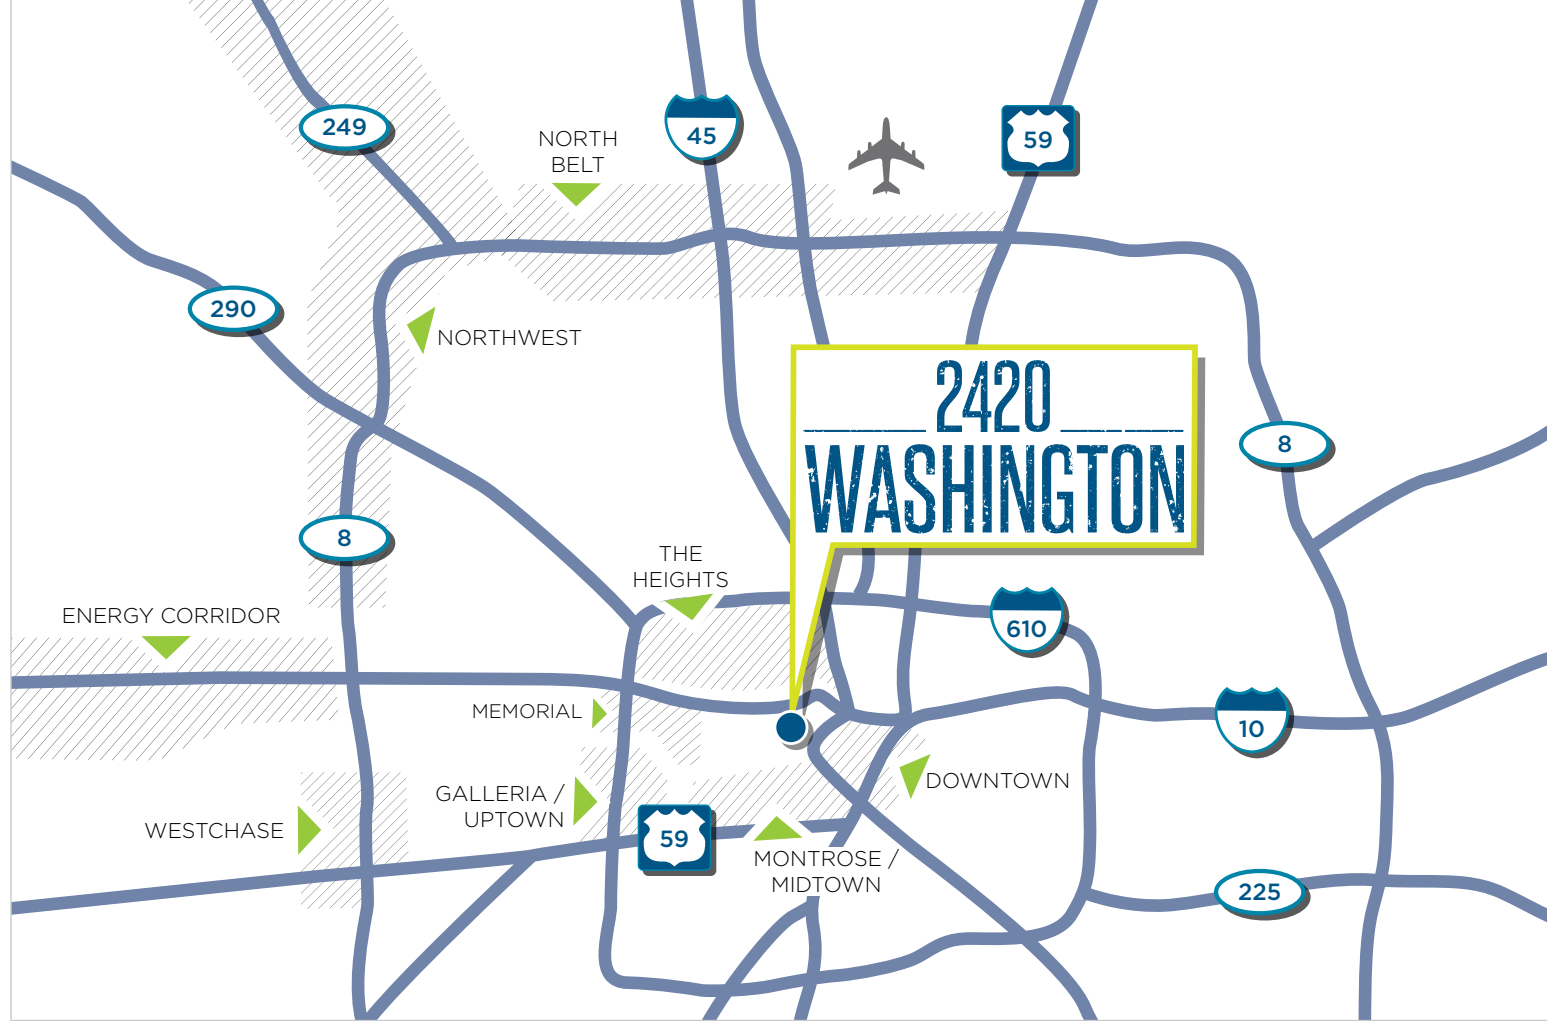 249
NORTH
BELT
45
59
290
NORTHWEST
2420
WASHINGTON
8
8
THE
HEIGHTS
ENERGY CORRIDOR
610
MEMORIAL
10
DOWNTOWN
GALLERIA /
UPTOWN
WESTCHASE
59
MONTROSE /
MIDTOWN
225